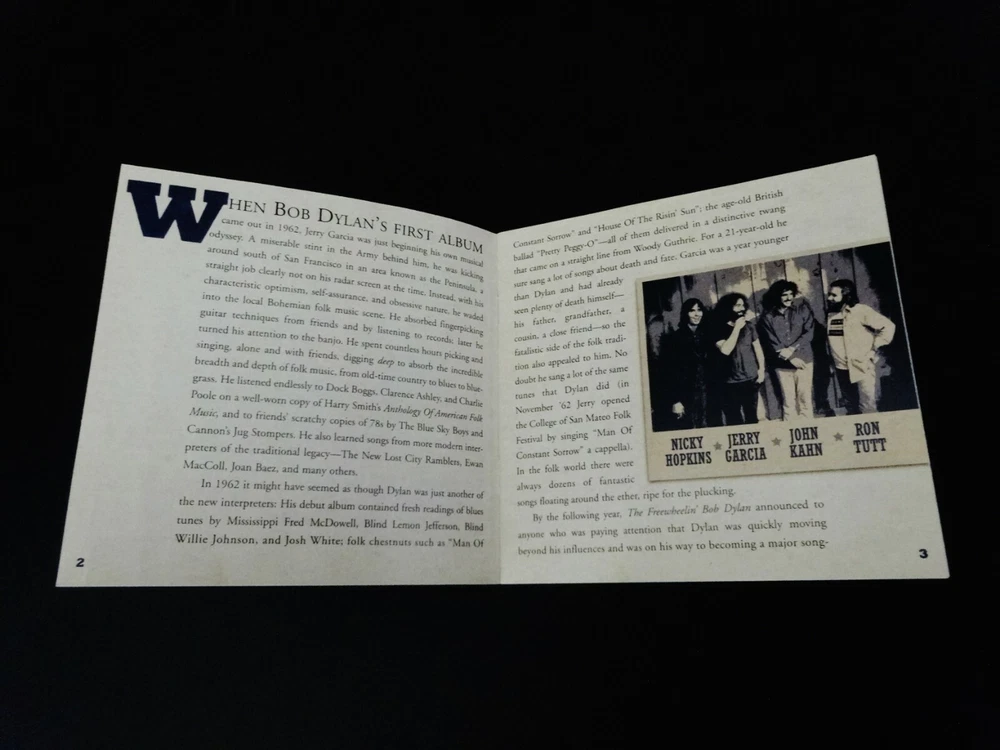 WHEN BOB DYLAN'S FIRST ALBUM
came out in 1962, Jerry Garcia was just beginning his own musical
odyssey. A miserable stint in the Army behind him, he was kicking
around south of San Francisco in an area known as the Peninsula, a
straight job clearly not on his radar screen at the time. Instead, with his
characteristic optimism, self-assurance, and obsessive nature, he waded
into the local Bohemian folk music scene. He absorbed fingerpicking
guitar techniques from friends and by listening to records; later he
turned his attention to the banjo. He spent countless hours picking and
singing, alone and with friends, digging deep to absorb the incredible
breadth and depth of folk music, from old-time country to blues to blue-
grass. He listened endlessly to Dock Boggs, Clarence Ashley, and Charlie
Poole on a well-worn copy of Harry Smith's Anthology Of American Folk
Music, and to friends' scratchy copies of 78s by The Blue Sky Boys and
Cannon's Jug Stompers. He also learned songs from more modern inter-
preters of the traditional legacy—The New Lost City Ramblers, Ewan
MacColl, Joan Baez, and many others.
In 1962 it might have seemed as though Dylan was just another of
the new interpreters: His debut album contained fresh readings of blues
tunes by Mississippi Fred McDowell, Blind Lemon Jefferson, Blind
Willie Johnson, and Josh White; folk chestnuts such as "Man Of
2
Constant Sorrow" and "House Of The Risin' Sun"; the age-old British
ballad "Pretty Peggy-O"—all of them delivered in a distinctive twang
that came on a straight line from Woody Guthrie. For a 21-year-old he
sure sang a lot of songs about death and fate. Garcia was a year younger
than Dylan and had already
seen plenty of death himself—
his father, grandfather, a
cousin, a close friend—so the
fatalistic side of the folk tradi-
tion also appealed to him. No
doubt he sang a lot of the same
tunes that Dylan did (in
November '62 Jerry opened
the College of San Mateo Folk
Festival by singing "Man Of
Constant Sorrow" a cappella).
In the folk world there were
always dozens of fantastic
songs floating around the ether, ripe for the plucking.
By the following year, The Freewheelin' Bob Dylan announced to
anyone who was paying attention that Dylan was quickly moving
beyond his influences and was on his way to becoming a major song-
NICKY HOPKINS ★ JERRY GARCIA ★ JOHN KAHN ★ RON TUTT
3